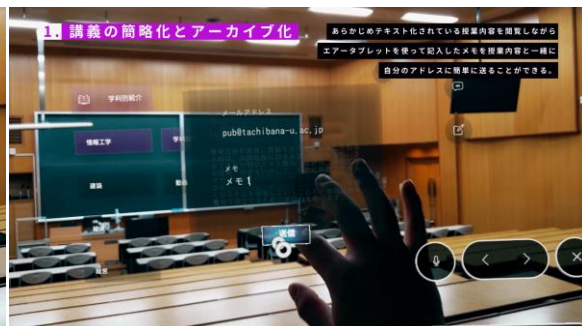 1. 講義の簡略化とアーカイブ化
あらかじめテキスト化されている授業内容を閲覧しながら
エアータブレットを使って記入したメモを授業内容と一緒に
自分のアドレスに簡単に送ることができる。
学科別紹介
情報工学
建築
メールアドレス
pub@tachibana-u.ac.jp
メモ
メモ1
送信